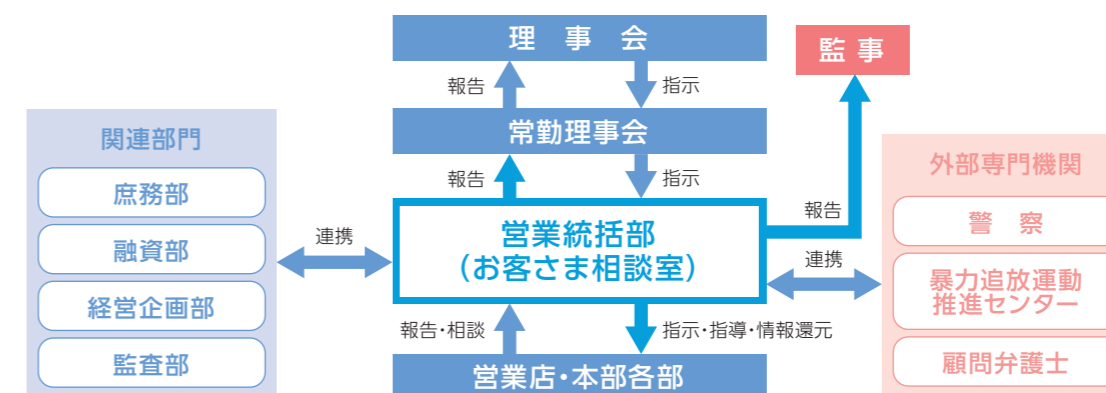 理事会
監事
報告
指示
常勤理事会
報告
指示
関連部門
庶務部
融資部
経営企画部
監査部
連携
営業統括部
（お客さま相談室）
報告
連携
外部専門機関
警察
暴力追放運動
推進センター
顧問弁護士
報告・相談
指示・指導・情報還元
営業店・本部各部